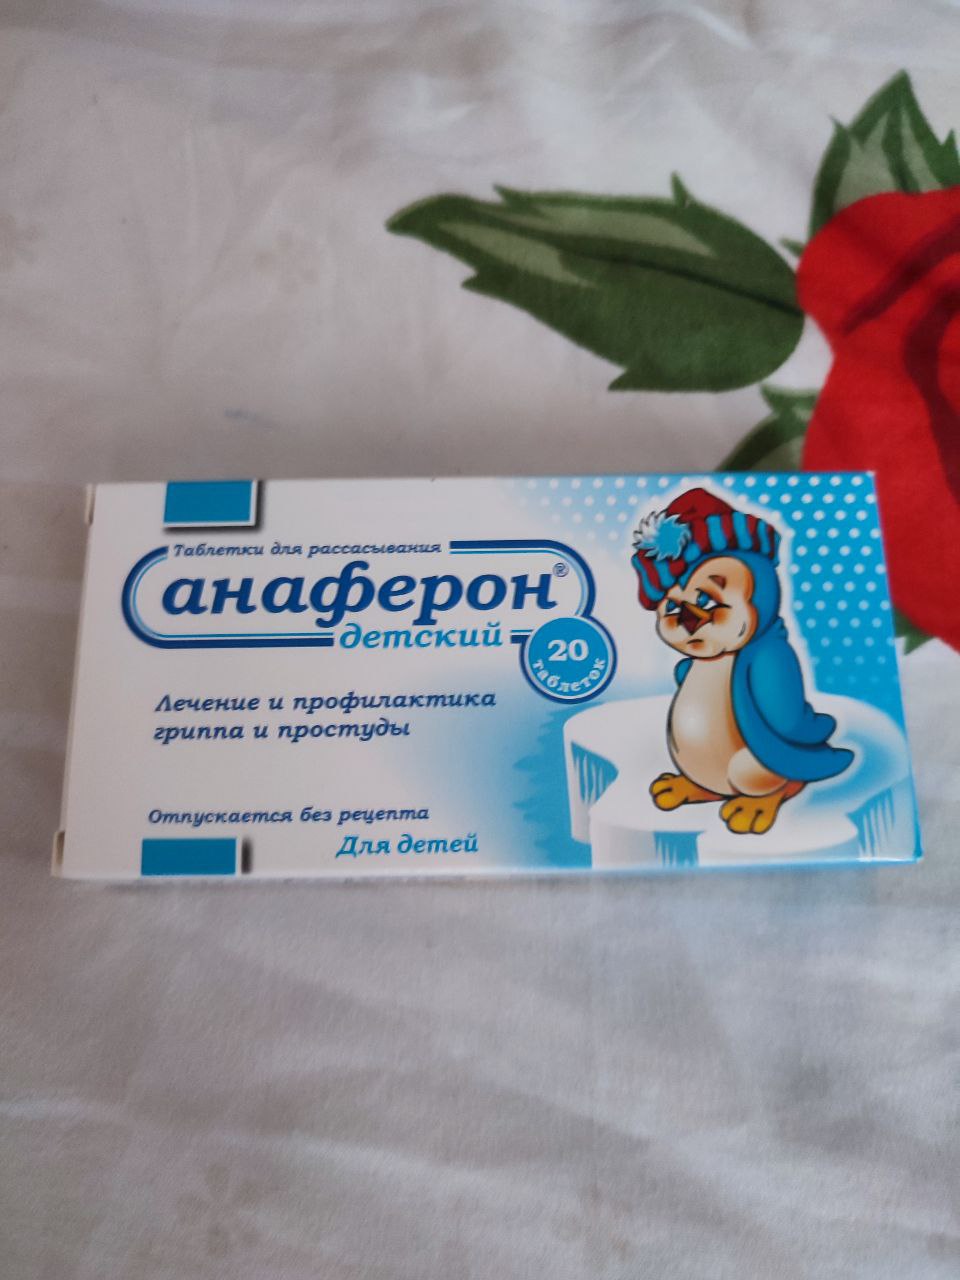 Таблетки для рассасывания
анаферон®
детский
20
таблеток
Лечение и профилактика
гриппа и простуды
Отпускается без рецепта
Для детей